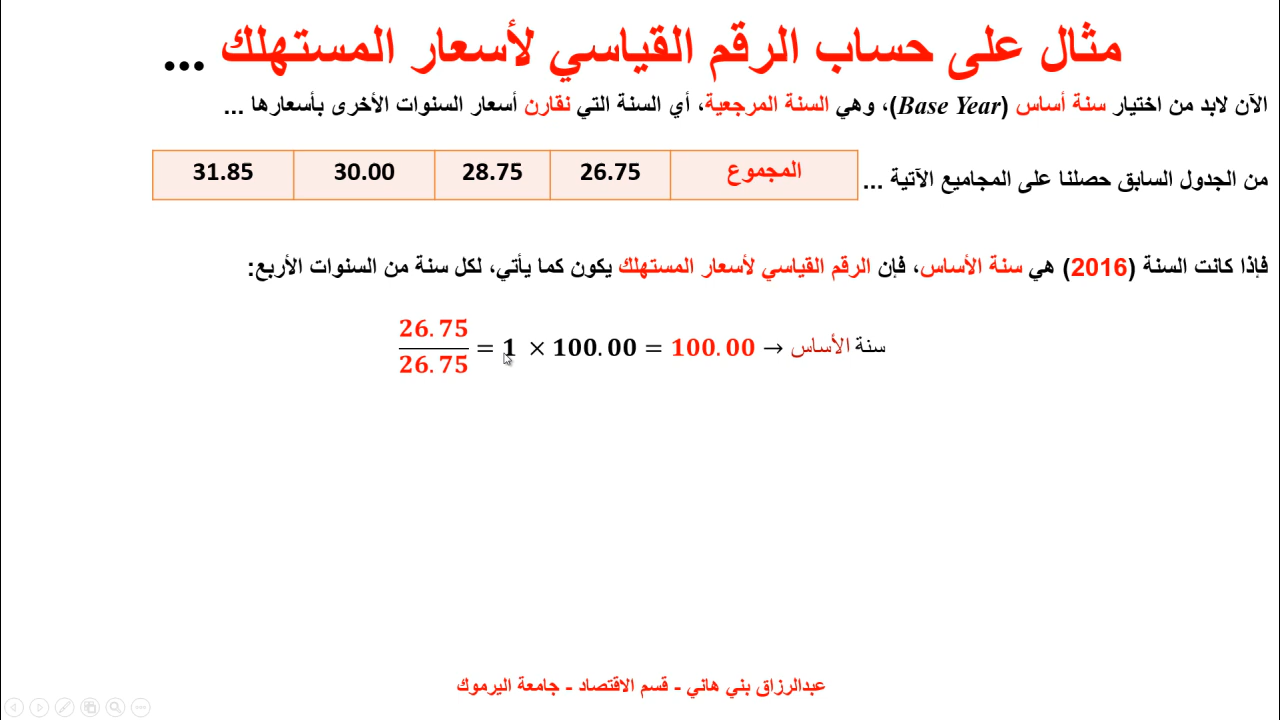 مثال على حساب الرقم القياسي لأسعار المستهلك ...
الآن لابد من اختيار سنة أساس (Base Year)، وهي السنة المرجعية، أي السنة التي نقارن أسعار السنوات الأخرى بأسعارها ...
من الجدول السابق حصلنا على المجاميع الآتية ...
المجموع 26.75 28.75 30.00 31.85
فإذا كانت السنة (2016) هي سنة الأساس، فإن الرقم القياسي لأسعار المستهلك يكون كما يأتي، لكل سنة من السنوات الأربع:
26.75
26.75
= 1 × 100.00 = 100.00 → سنة الأساس
عبدالرزاق بني هاني - قسم الاقتصاد - جامعة اليرموك